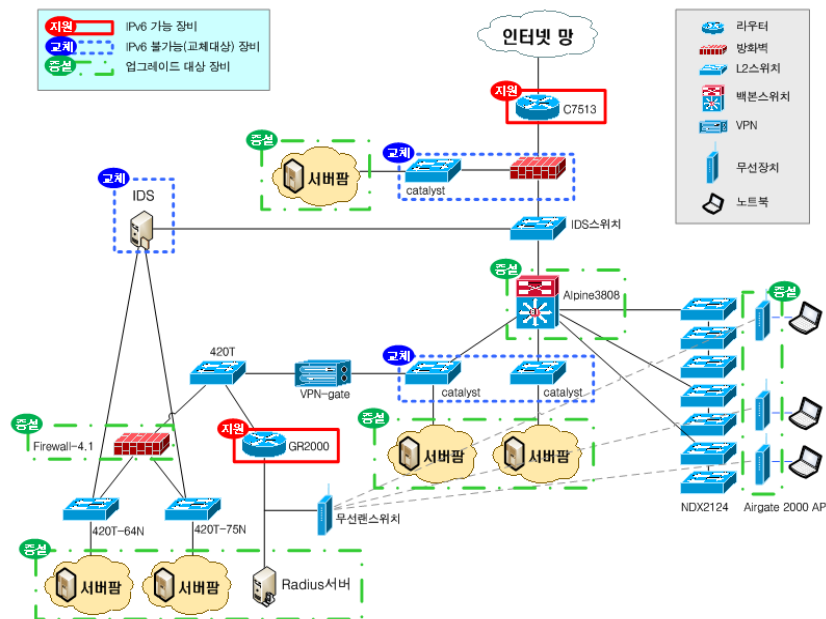 지원 IPv6 가능 장비
교체 IPv6 불가능(교체대상) 장비
증설 업그레이드 대상 장비
인터넷 망
지원
C7513
라우터
방화벽
L2스위치
백본스위치
VPN
무선장치
노트북
증설
서버팜
교체
catalyst
교체
IDS
IDS스위치
증설
Alpine3808
증설
420T
VPN-gate
교체
catalyst
catalyst
증설
Firewall-4.1
지원
GR2000
증설
서버팜
서버팜
무선랜스위치
NDX2124
Airgate 2000 AP
420T-64N
420T-75N
증설
서버팜
서버팜
Radius서버